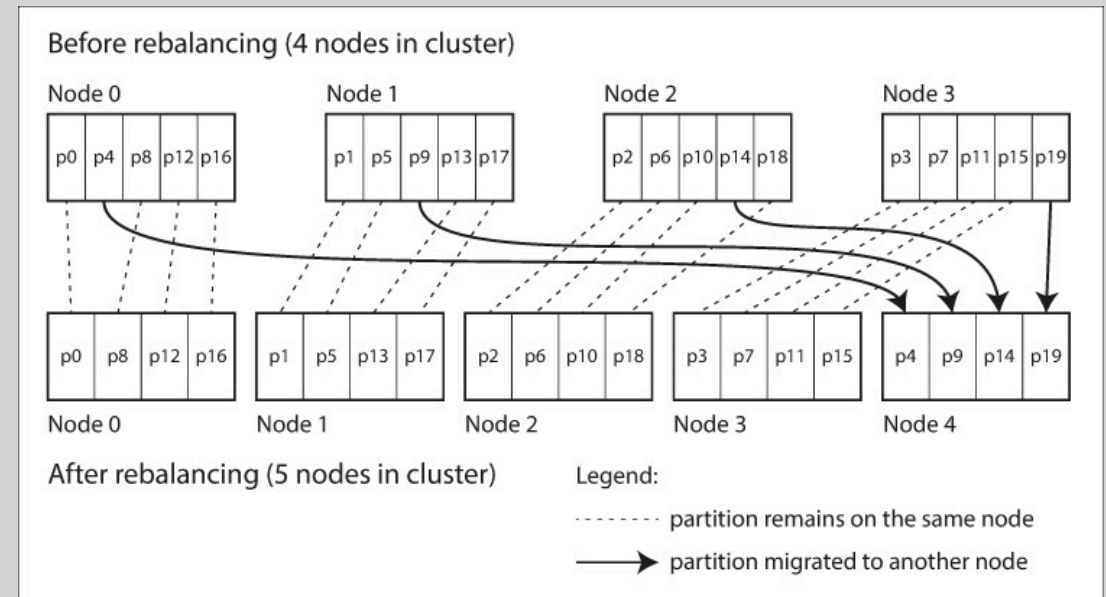 Before rebalancing (4 nodes in cluster)
Node 0 Node 1 Node 2 Node 3
p0 p4 p8 p12 p16 p1 p5 p9 p13 p17 p2 p6 p10 p14 p18 p3 p7 p11 p15 p19
p0 p8 p12 p16 p1 p5 p13 p17 p2 p6 p10 p18 p3 p7 p11 p15 p4 p9 p14 p19
Node 0 Node 1 Node 2 Node 3 Node 4
After rebalancing (5 nodes in cluster)
Legend:
partition remains on the same node
partition migrated to another node